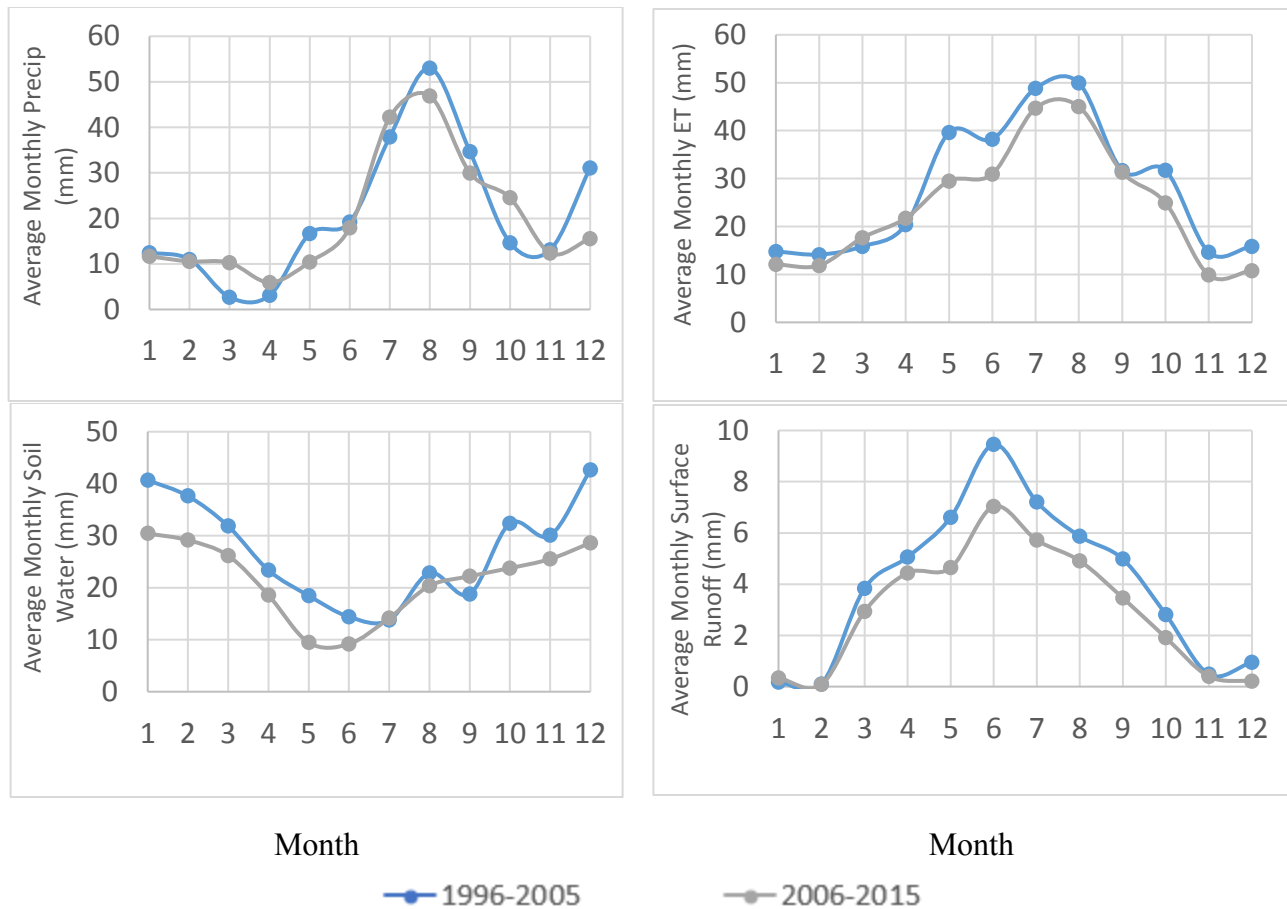 Average Monthly Precip
(mm)
60
50
40
30
20
10
0
1 2 3 4 5 6 7 8 9 10 11 12
Average Monthly ET (mm)
60
50
40
30
20
10
0
1 2 3 4 5 6 7 8 9 10 11 12
Average Monthly Soil
Water (mm)
50
40
30
20
10
0
1 2 3 4 5 6 7 8 9 10 11 12
Average Monthly Surface
Runoff (mm)
10
8
6
4
2
0
1 2 3 4 5 6 7 8 9 10 11 12
Month
Month
1996-2005
2006-2015